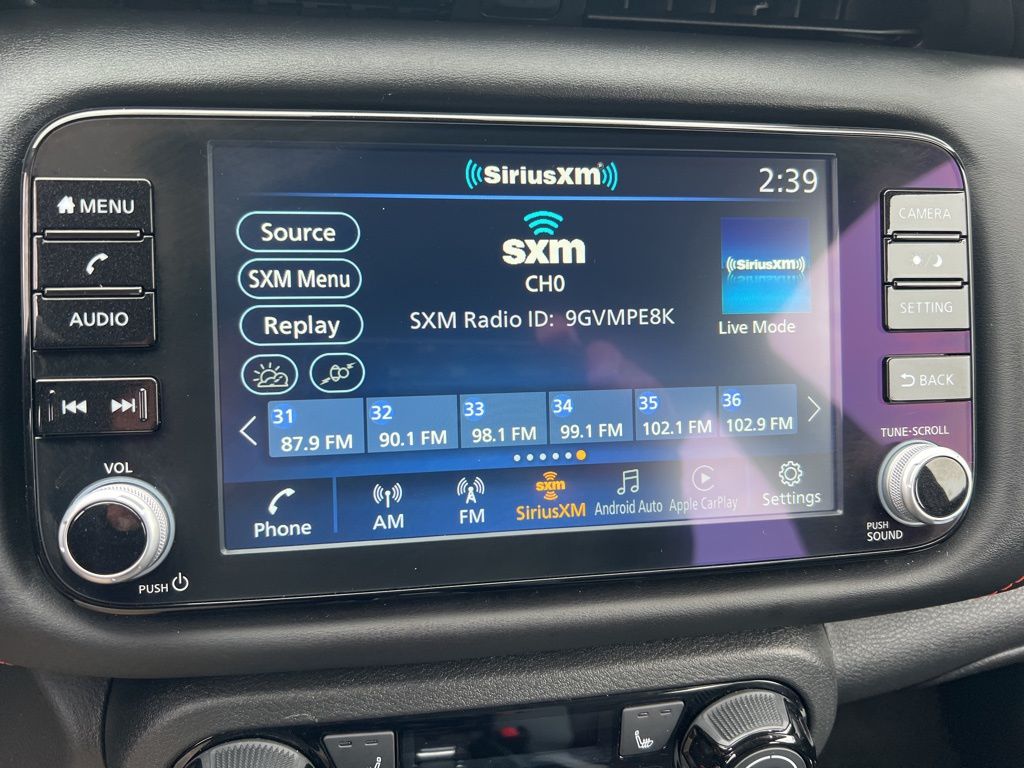 SiriusXM
2:39
MENU
AUDIO
VOL
PUSH
Source
SXM Menu
Replay
sxm
CH0
SXM Radio ID: 9GVMPE8K
SiriusXM
Live Mode
31
87.9 FM
32
90.1 FM
33
98.1 FM
34
99.1 FM
35
102.1 FM
36
102.9 FM
Phone
AM
FM
sxm
SiriusXM
Android Auto
Apple CarPlay
Settings
CAMERA
SETTING
BACK
TUNE·SCROLL
PUSH
SOUND